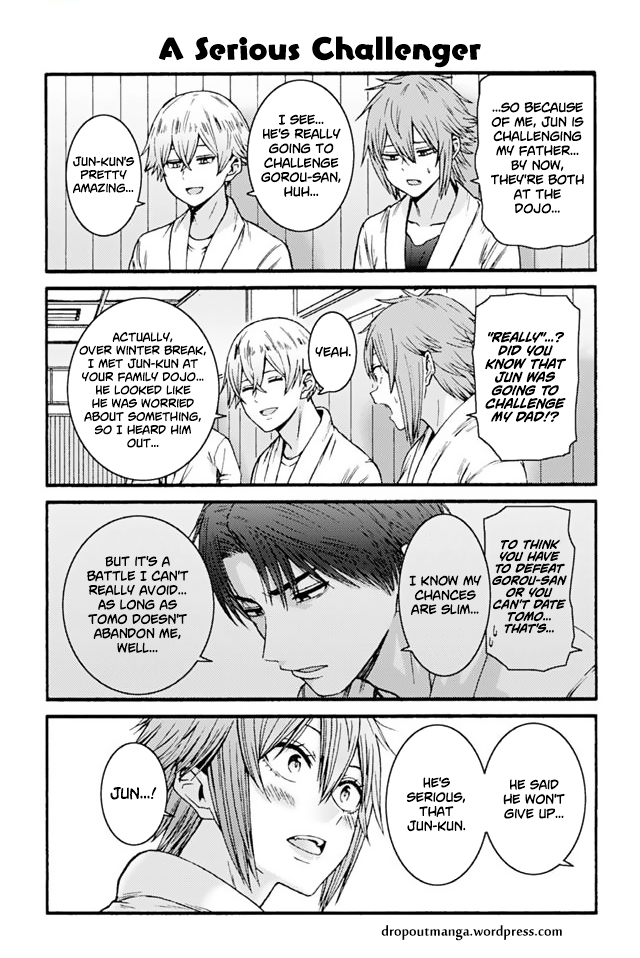 A Serious Challenger
...SO BECAUSE
OF ME, JUN IS
CHALLENGING
MY FATHER...
BY NOW,
THEY'RE BOTH
AT THE
DOJO...
I SEE...
HE'S REALLY
GOING TO
CHALLENGE
GOROU-SAN,
HUH...
JUN-KUN'S
PRETTY
AMAZING...
"REALLY"...?
DID YOU
KNOW THAT
JUN WAS
GOING TO
CHALLENGE
MY DAD!?
YEAH.
ACTUALLY,
OVER WINTER BREAK,
I MET JUN-KUN AT
YOUR FAMILY DOJO...
HE LOOKED LIKE
HE WAS WORRIED
ABOUT SOMETHING,
SO I HEARD HIM
OUT...
TO THINK
YOU HAVE
TO DEFEAT
GOROU-SAN
OR YOU
CAN'T DATE
TOMO...
THAT'S...
I KNOW MY
CHANCES
ARE SLIM...
BUT IT'S A
BATTLE I CAN'T
REALLY AVOID...
AS LONG AS
TOMO DOESN'T
ABANDON ME,
WELL...
HE SAID
HE WON'T
GIVE UP...
HE'S
SERIOUS,
THAT
JUN-KUN.
JUN...!
dropoutmanga.wordpress.com